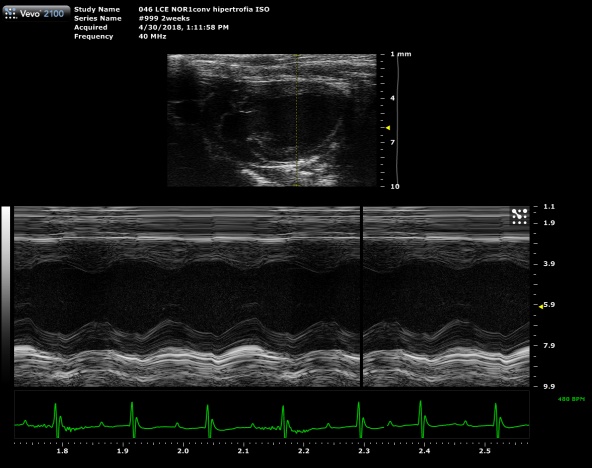 Vevo 2100
Study Name 046 LCE NOR1conv hipertrofia ISO
Series Name #999 2weeks
Acquired 4/30/2018, 1:11:58 PM
Frequency 40 MHz
1 mm
4
7
10
1.1
1.9
3.9
5.9
7.9
9.9
460 BPM
1.8 1.9 2.0 2.1 2.2 2.3 2.4 2.5